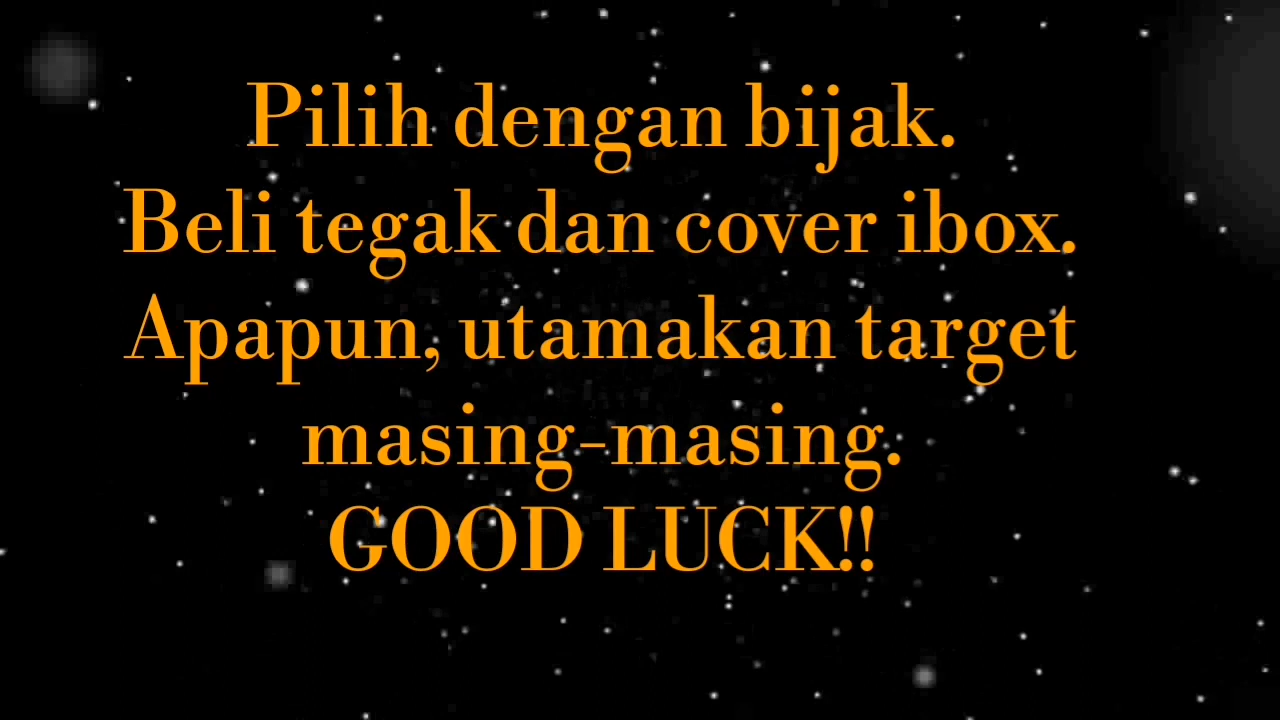 Pilih dengan bijak.
Beli tegak dan cover ibox.
Apapun, utamakan target
masing-masing.
GOOD LUCK!!